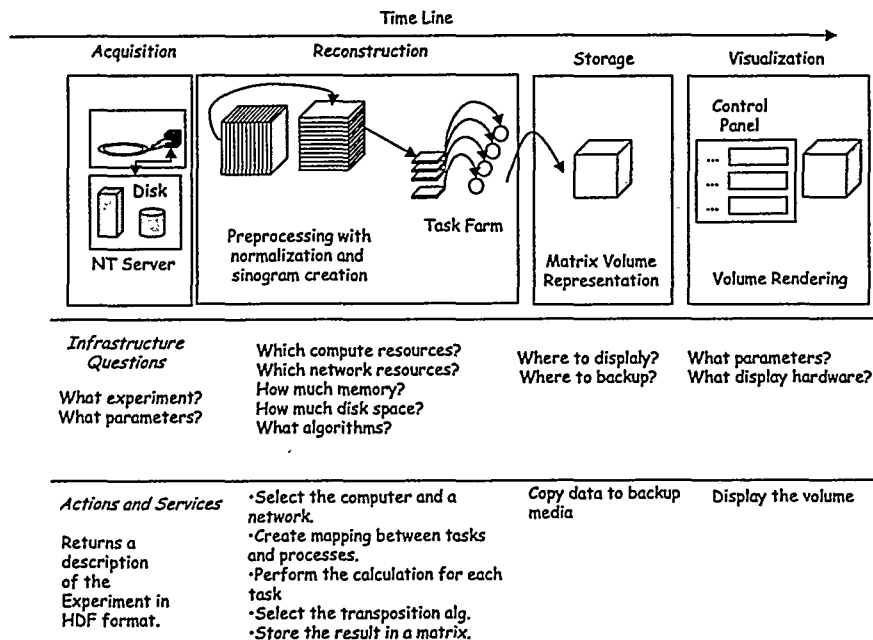 Time Line
Acquisition
Reconstruction
Storage
Visualization
Disk
NT Server
Preprocessing with
normalization and
sinogram creation
Task Farm
Matrix Volume
Representation
Control
Panel
...
...
...
Volume Rendering
Infrastructure
Questions
What experiment?
What parameters?
Which compute resources?
Which network resources?
How much memory?
How much disk space?
What algorithms?
Where to displaly?
Where to backup?
What parameters?
What display hardware?
Actions and Services
Returns a
description
of the
Experiment in
HDF format.
•Select the computer and a
network.
•Create mapping between tasks
and processes.
•Perform the calculation for each
task
•Select the transposition alg.
•Store the result in a matrix.
Copy data to backup
media
Display the volume